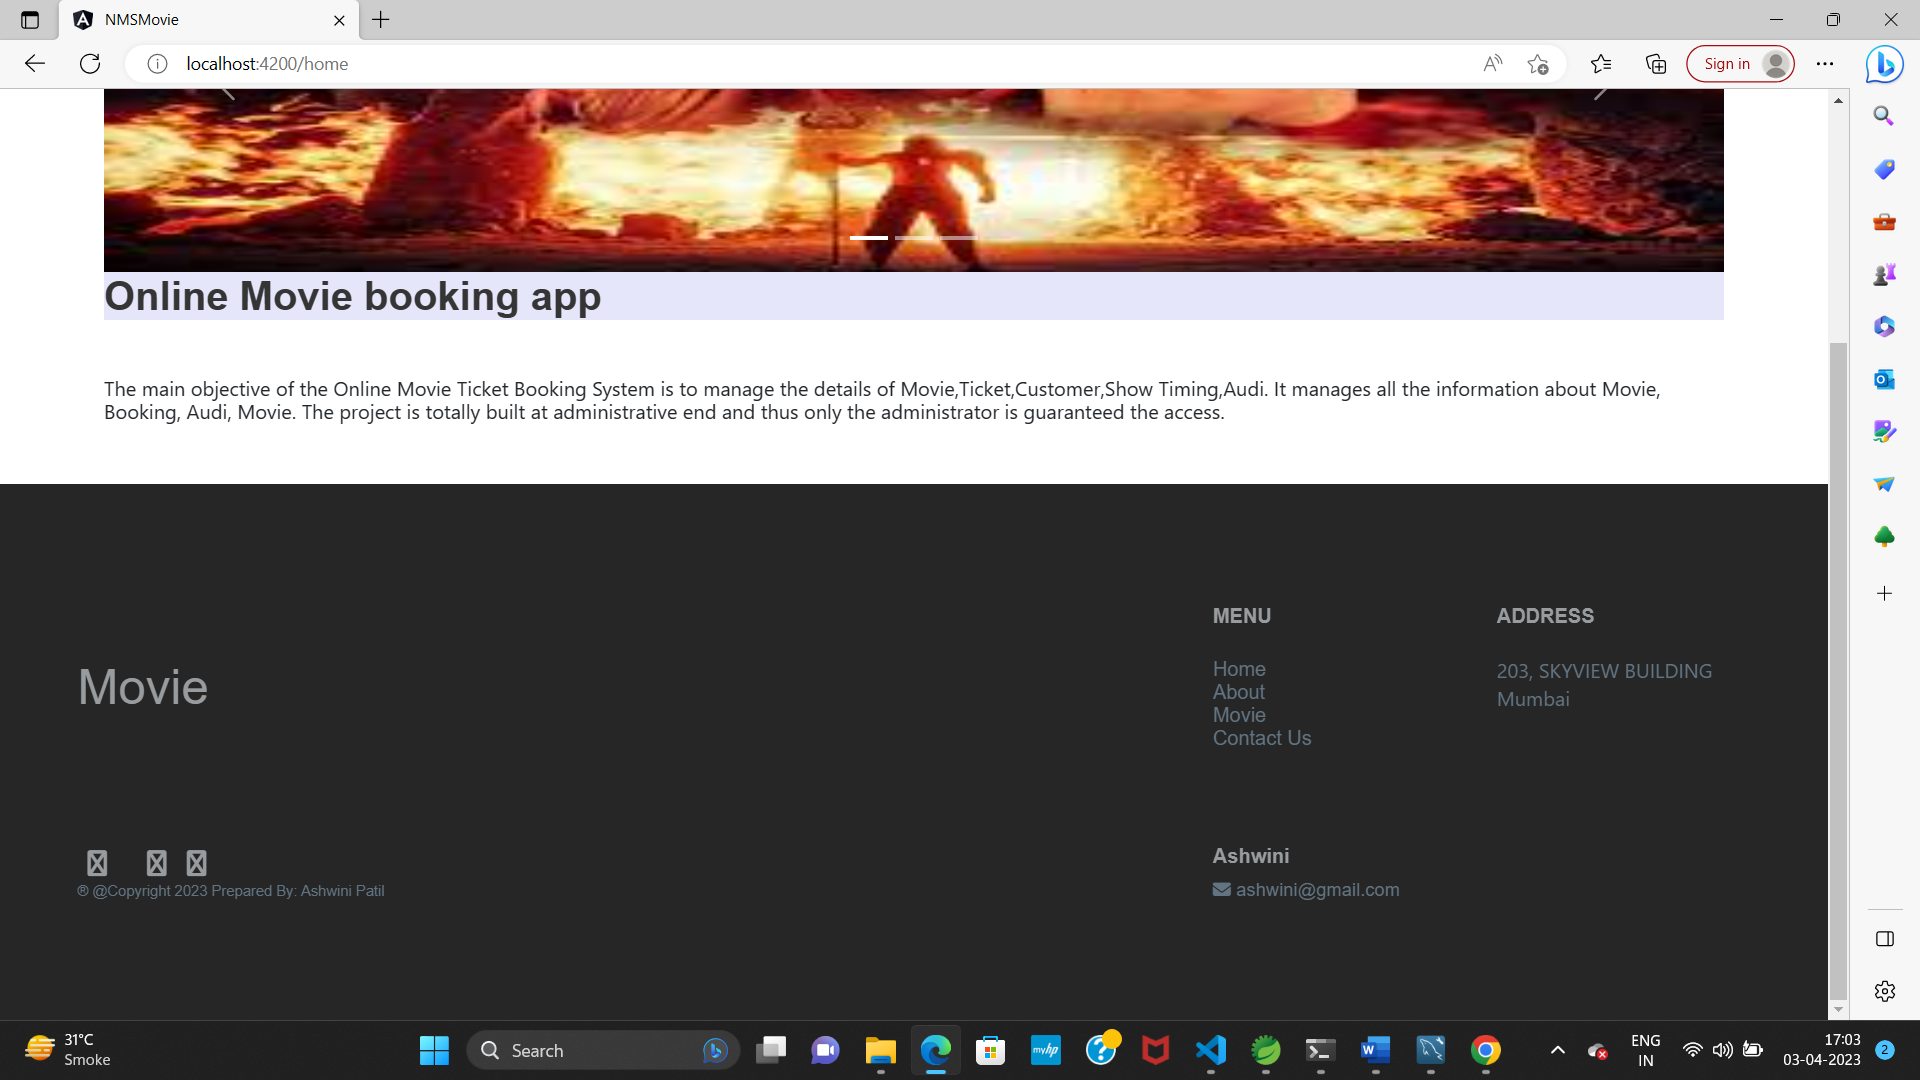 NMSMovie
localhost:4200/home
Sign in
Online Movie booking app
The main objective of the Online Movie Ticket Booking System is to manage the details of Movie,Ticket,Customer,Show Timing,Audi. It manages all the information about Movie,
Booking, Audi, Movie. The project is totally built at administrative end and thus only the administrator is guaranteed the access.
Movie
MENU
Home
About
Movie
Contact Us
ADDRESS
203, SKYVIEW BUILDING
Mumbai
® @Copyright 2023 Prepared By: Ashwini Patil
Ashwini
ashwini@gmail.com
31°C
Smoke
Search
myhp
ENG
IN
17:03
03-04-2023
2